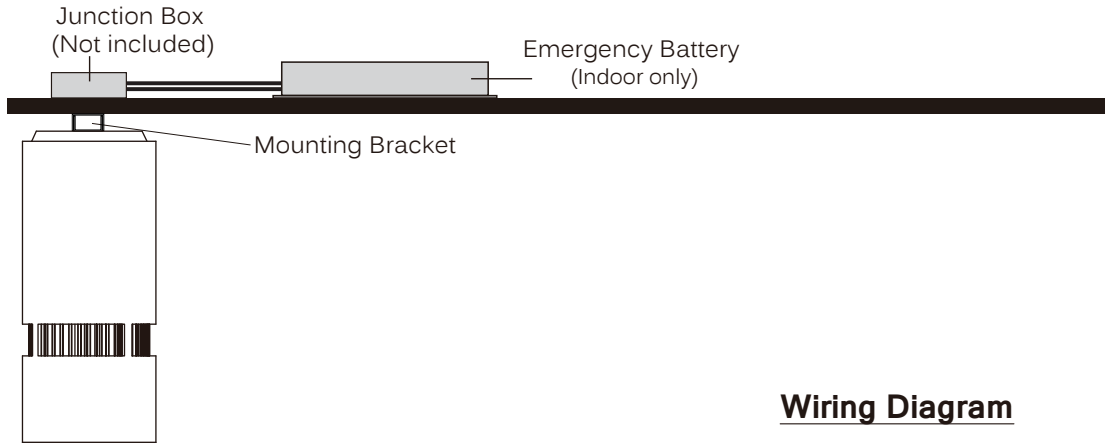 Junction Box
(Not included)
Emergency Battery
(Indoor only)
Mounting Bracket
Wiring Diagram